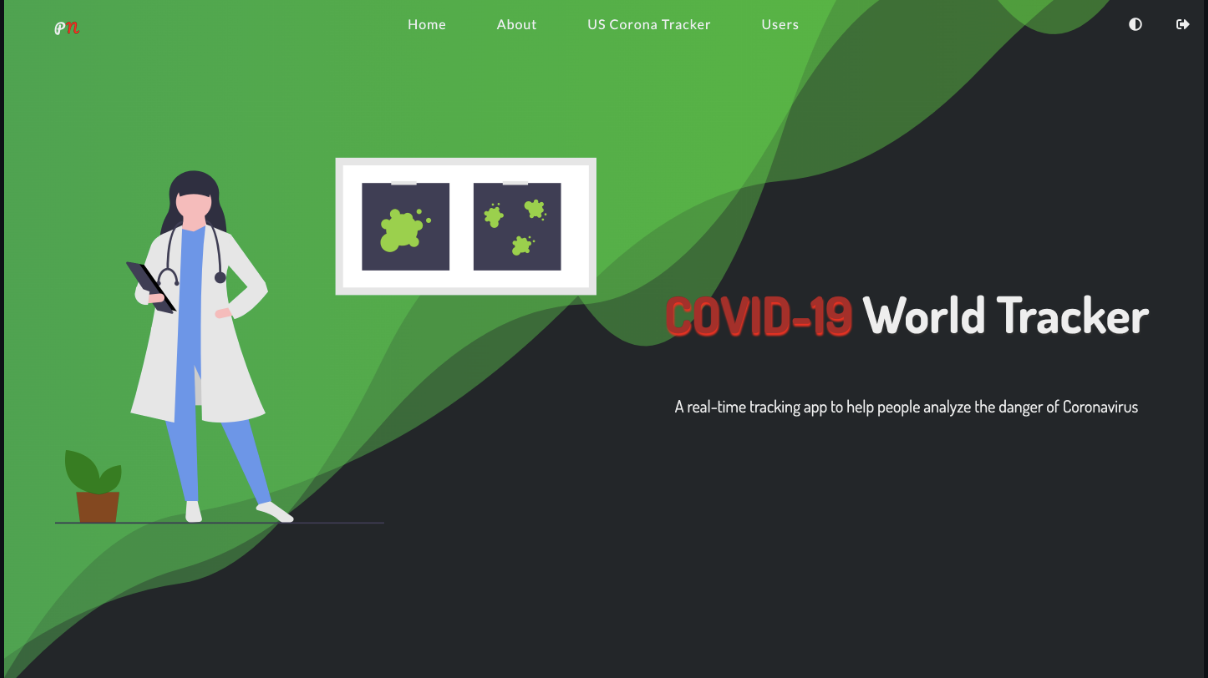 PN
Home
About
US Corona Tracker
Users
COVID-19 World Tracker
A real-time tracking app to help people analyze the danger of Coronavirus